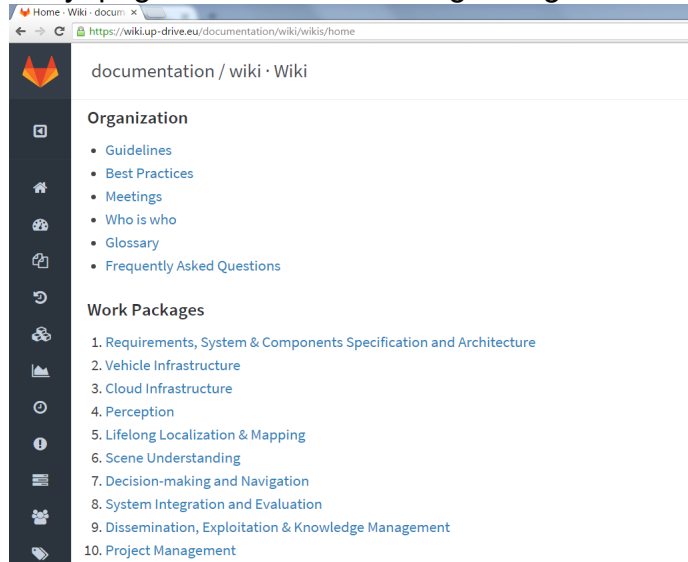 Home · Wiki · docum ×
https://wiki.up-drive.eu/documentation/wiki/wikis/home
documentation / wiki · Wiki
Organization
Guidelines
Best Practices
Meetings
Who is who
Glossary
Frequently Asked Questions
Work Packages
1. Requirements, System & Components Specification and Architecture
2. Vehicle Infrastructure
3. Cloud Infrastructure
4. Perception
5. Lifelong Localization & Mapping
6. Scene Understanding
7. Decision-making and Navigation
8. System Integration and Evaluation
9. Dissemination, Exploitation & Knowledge Management
10. Project Management